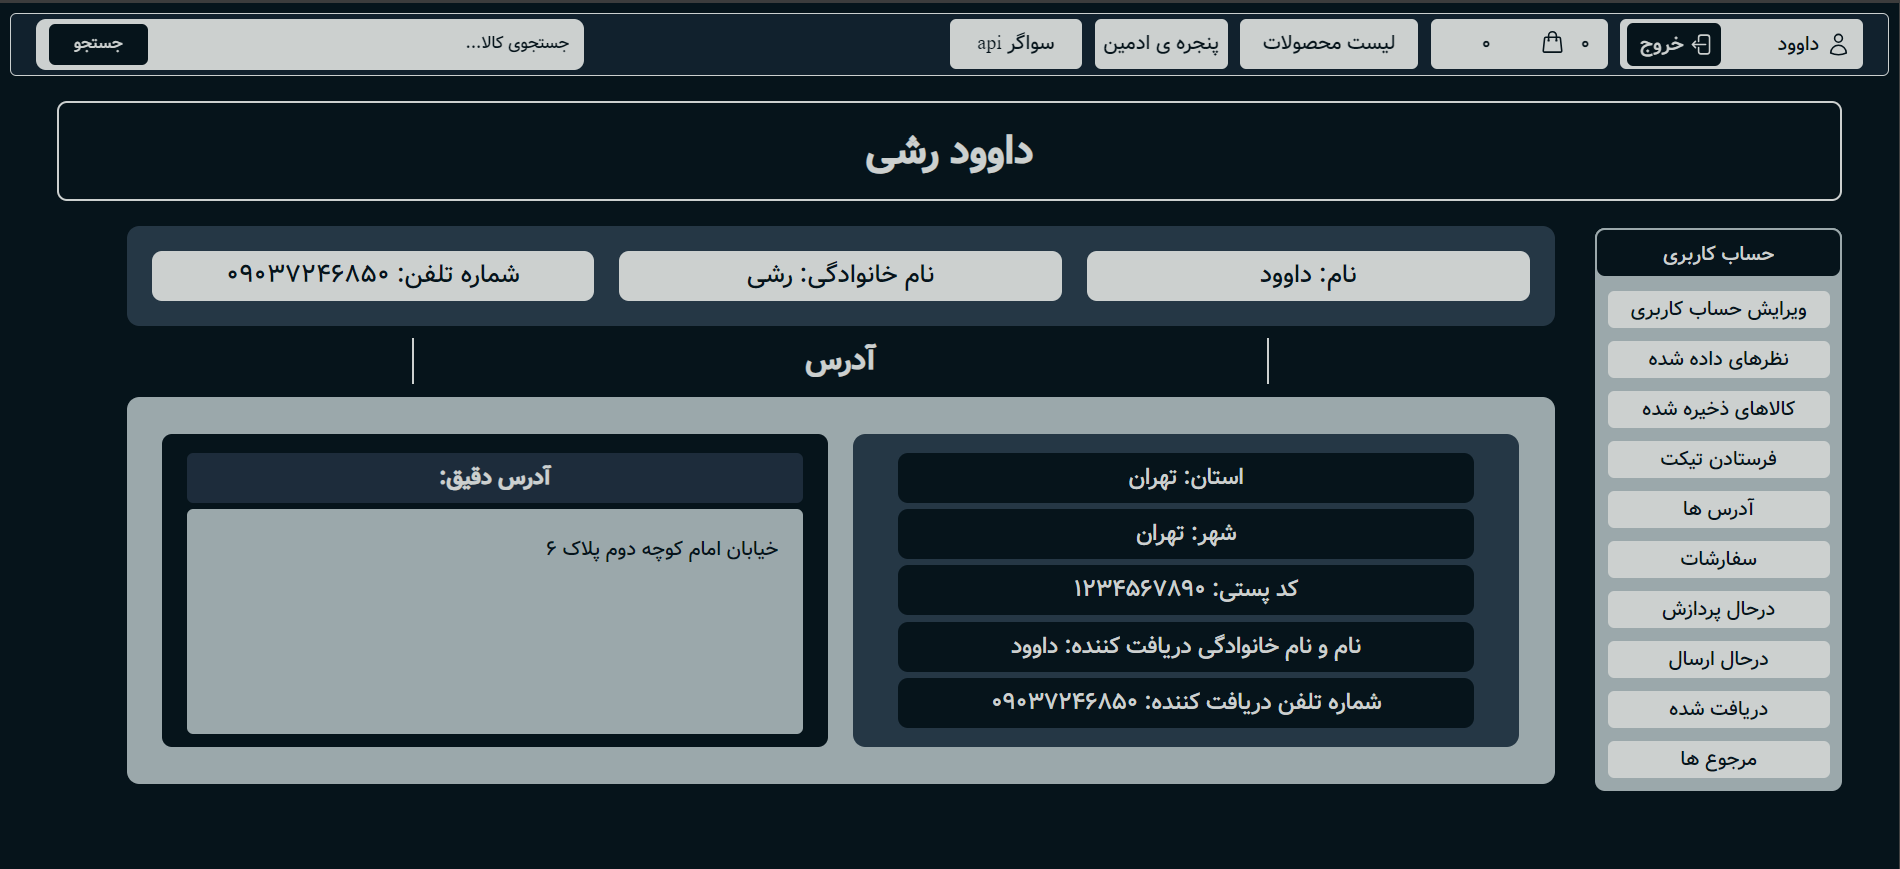 داوود
خروج
۰
۰
لیست محصولات
پنجره ی ادمین
سواگر api
جستجوی کالا...
جستجو
داوود رشی
حساب کاربری
ویرایش حساب کاربری
نظرهای داده شده
کالاهای ذخیره شده
فرستادن تیکت
آدرس ها
سفارشات
درحال پردازش
درحال ارسال
دریافت شده
مرجوع ها
نام: داوود
نام خانوادگی: رشی
شماره تلفن: ۰۹۰۳۷۲۴۶۸۵۰
آدرس
استان: تهران
شهر: تهران
کد پستی: ۱۲۳۴۵۶۷۸۹۰
نام و نام خانوادگی دریافت کننده: داوود
شماره تلفن دریافت کننده: ۰۹۰۳۷۲۴۶۸۵۰
آدرس دقیق:
خیابان امام کوچه دوم پلاک ۶